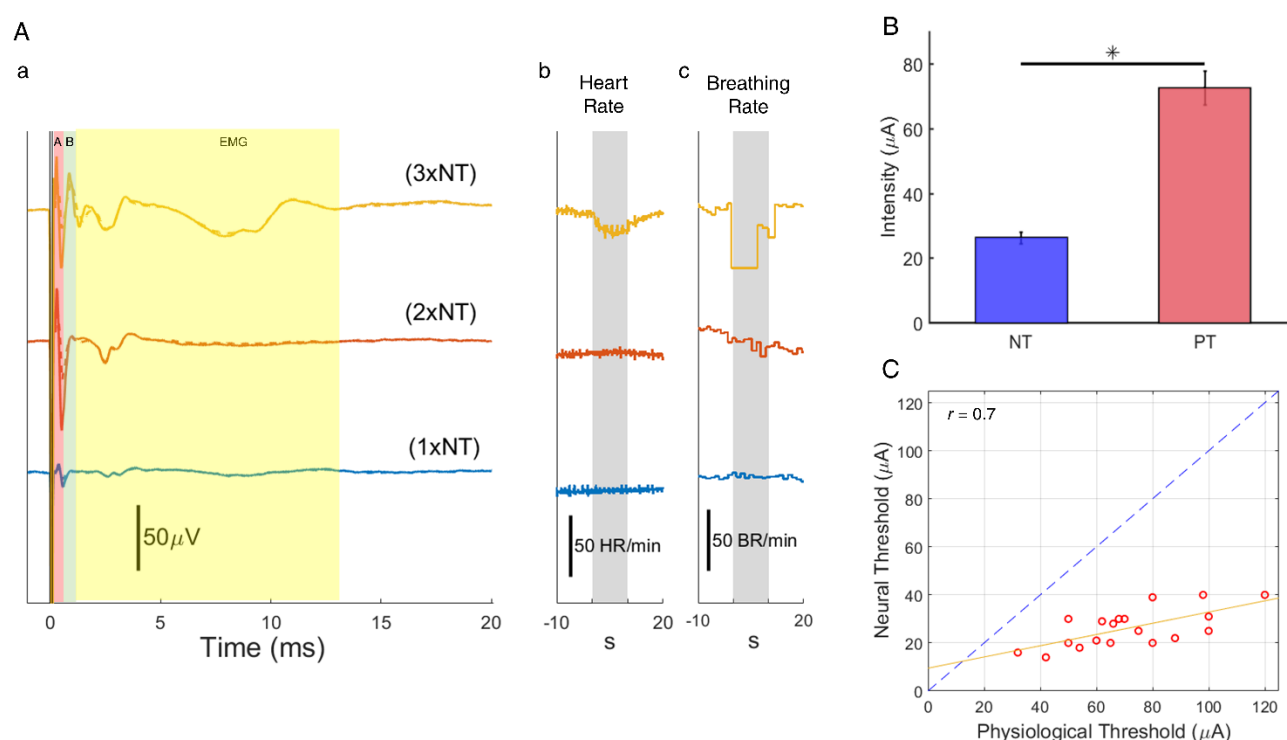 A
a
A B EMG
(3xNT)
(2xNT)
(1xNT)
50μV
0 5 10 15 20
Time (ms)
b
Heart
Rate
50 HR/min
-10 20
s
c
Breathing
Rate
50 BR/min
-10 20
s
B
*
80
60
40
20
0
Intensity (μA)
NT PT
C
r = 0.7
120
100
80
60
40
20
0
Neural Threshold (μA)
0 20 40 60 80 100 120
Physiological Threshold (μA)